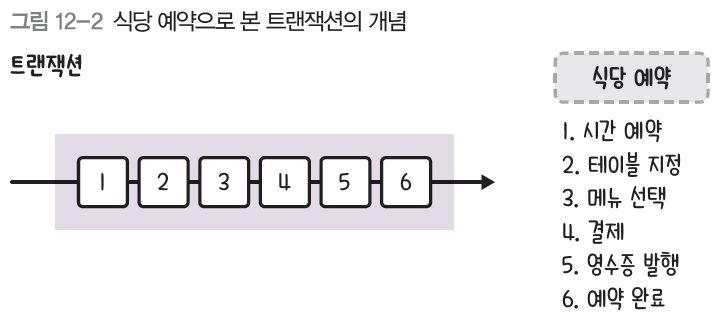 그림 12-2 식당 예약으로 본 트랜잭션의 개념
트랜잭션
1 2 3 4 5 6
식당 예약
1. 시간 예약
2. 테이블 지정
3. 메뉴 선택
4. 결제
5. 영수증 발행
6. 예약 완료